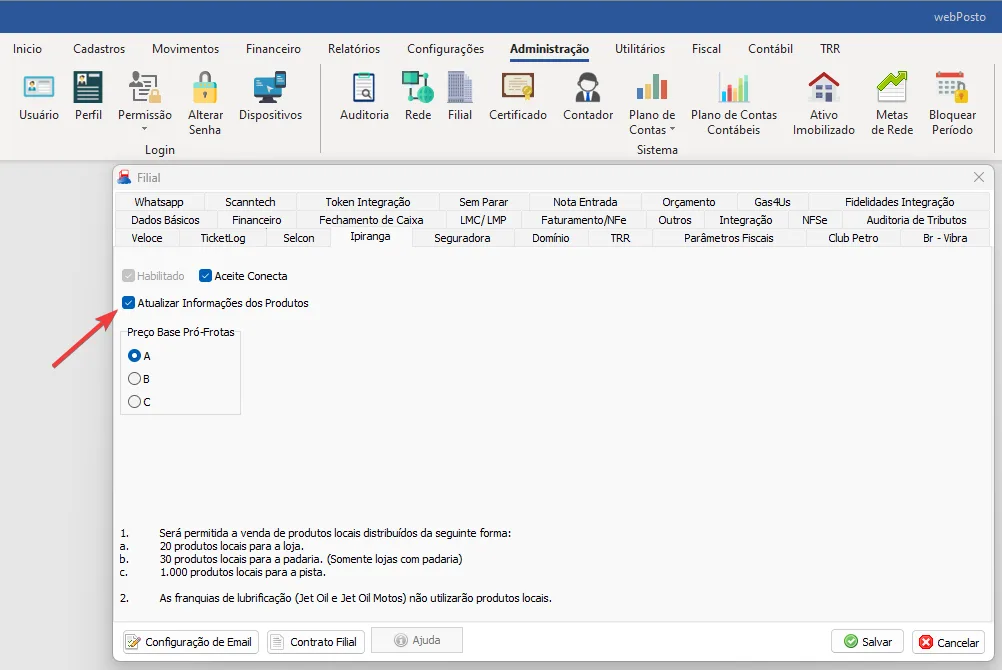 webPosto
Inicio Cadastros Movimentos Financeiro Relatórios Configurações Administração Utilitários Fiscal Contábil TRR
Usuário Perfil Permissão Alterar Senha Dispositivos Auditoria Rede Filial Certificado Contador Plano de Contas Plano de Contas Contábeis Ativo Imobilizado Metas de Rede Bloquear Período
Login Sistema
Filial
Whatsapp Scanntech Token Integração Sem Parar Nota Entrada Orçamento Gas4Us Fidelidades Integração
Dados Básicos Financeiro Fechamento de Caixa LMC/ LMP Faturamento/NFe Outros Integração NFSe Auditoria de Tributos
Veloce TicketLog Selcon Ipiranga Seguradora Domínio TRR Parâmetros Fiscais Club Petro Br - Vibra
Habilitado Aceite Conecta
Atualizar Informações dos Produtos
Preço Base Pró-Frotas
A
B
C
1. Será permitida a venda de produtos locais distribuídos da seguinte forma:
a. 20 produtos locais para a loja.
b. 30 produtos locais para a padaria. (Somente lojas com padaria)
c. 1.000 produtos locais para a pista.
2. As franquias de lubrificação (Jet Oil e Jet Oil Motos) não utilizarão produtos locais.
Configuração de Email Contrato Filial Ajuda Salvar Cancelar